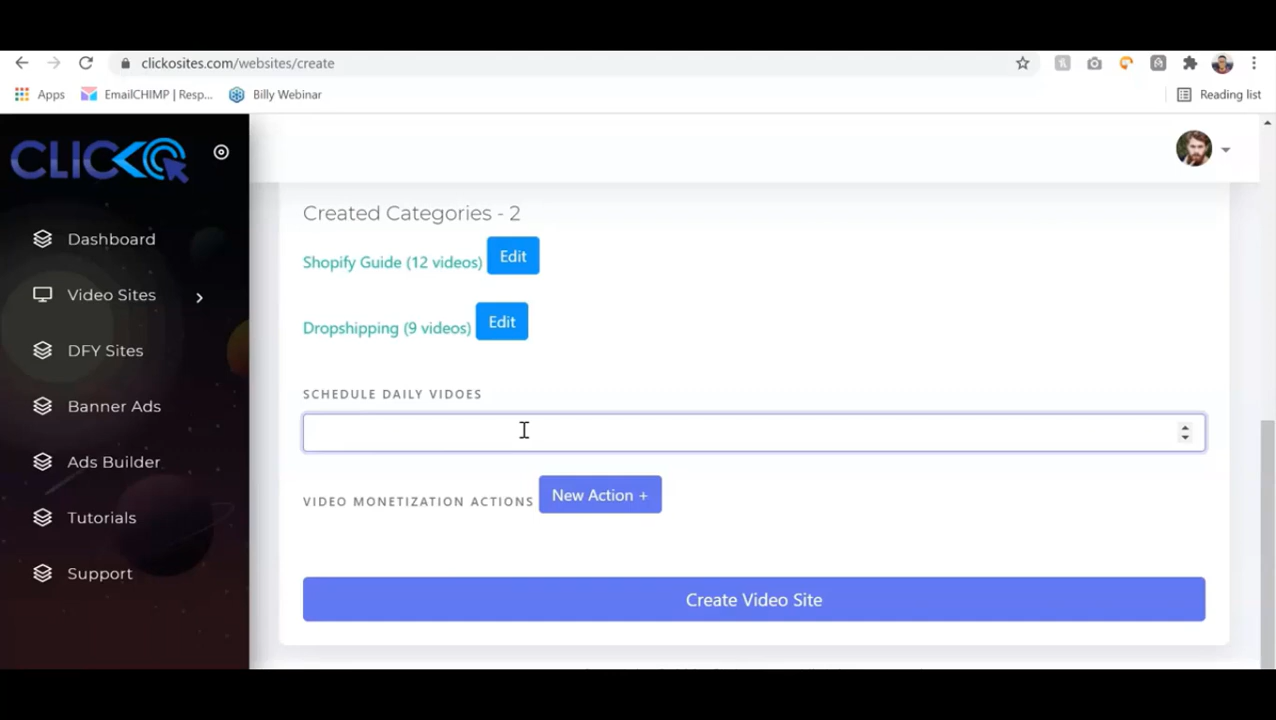 clickosites.com/websites/create
Apps EmailCHIMP | Resp... Billy Webinar Reading list
CLICKO
Dashboard
Video Sites
DFY Sites
Banner Ads
Ads Builder
Tutorials
Support
Created Categories - 2
Shopify Guide (12 videos) Edit
Dropshipping (9 videos) Edit
SCHEDULE DAILY VIDOES
VIDEO MONETIZATION ACTIONS New Action +
Create Video Site